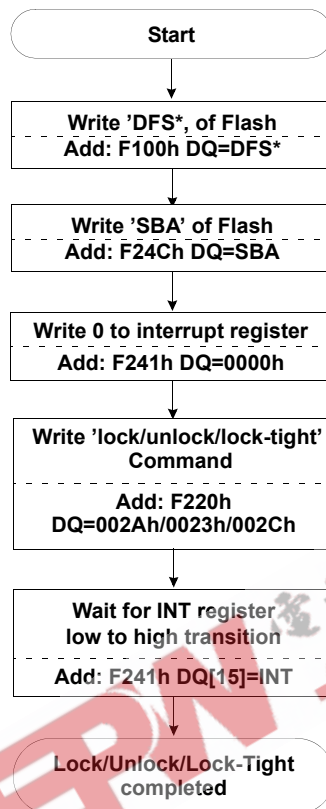 Start
Write ’DFS*, of Flash
Add: F100h DQ=DFS*
Write ’SBA’ of Flash
Add: F24Ch DQ=SBA
Write 0 to interrupt register
Add: F241h DQ=0000h
Write ’lock/unlock/lock-tight’
Command
Add: F220h
DQ=002Ah/0023h/002Ch
Wait for INT register
low to high transition
Add: F241h DQ[15]=INT
Lock/Unlock/Lock-Tight
completed